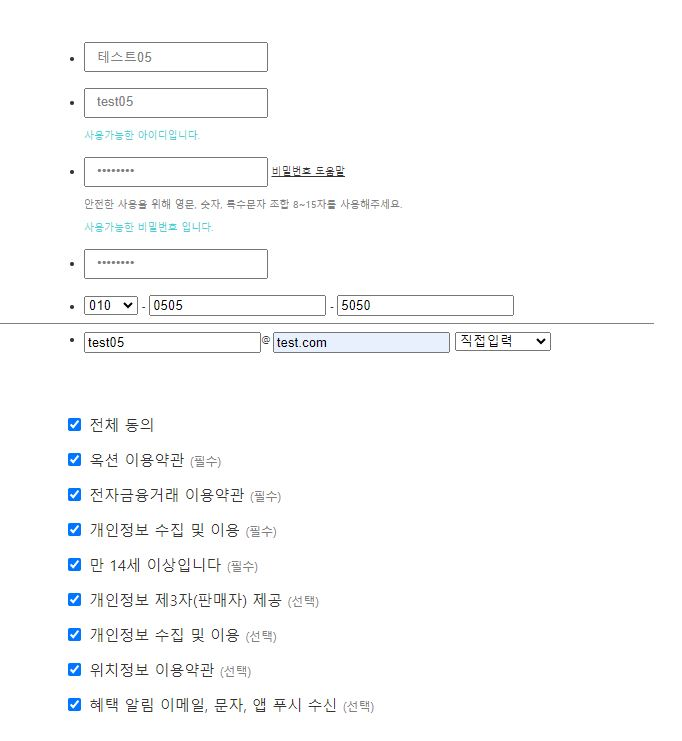 테스트05
test05
사용가능한 아이디입니다.
•••••••• 비밀번호 도움말
안전한 사용을 위해 영문, 숫자, 특수문자 조합 8~15자를 사용해주세요.
사용가능한 비밀번호 입니다.
••••••••
010 - 0505 - 5050
test05@ test.com 직접입력
전체 동의
옥션 이용약관 (필수)
전자금융거래 이용약관 (필수)
개인정보 수집 및 이용 (필수)
만 14세 이상입니다 (필수)
개인정보 제3자(판매자) 제공 (선택)
개인정보 수집 및 이용 (선택)
위치정보 이용약관 (선택)
혜택 알림 이메일, 문자, 앱 푸시 수신 (선택)